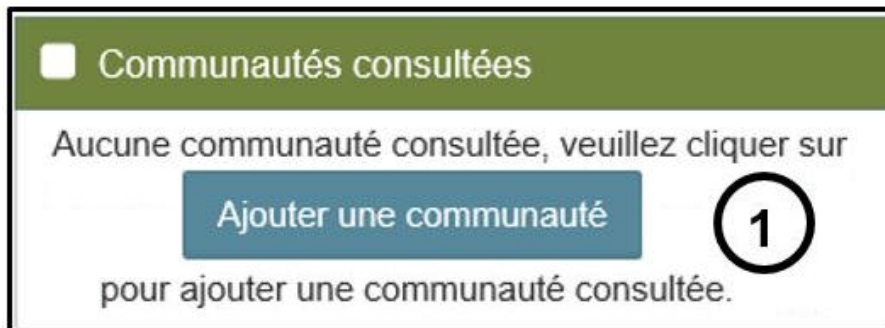 Communautés consultées
Aucune communauté consultée, veuillez cliquer sur
Ajouter une communauté
1
pour ajouter une communauté consultée.